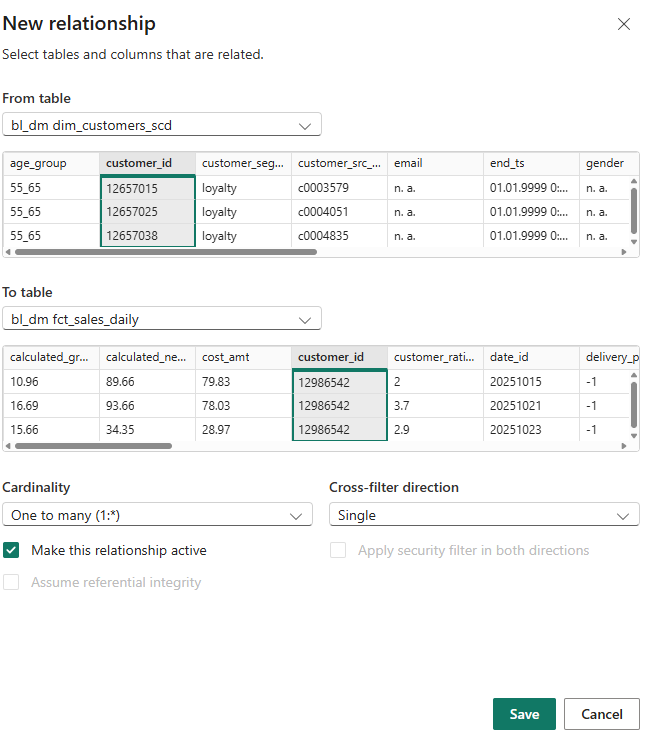 New relationship
Select tables and columns that are related.
From table
bl_dm dim_customers_scd
age_group customer_id customer_seg... customer_src_... email end_ts gender
55_65 12657015 loyalty c0003579 n. a. 01.01.9999 0:... n. a.
55_65 12657025 loyalty c0004051 n. a. 01.01.9999 0:... n. a.
55_65 12657038 loyalty c0004835 n. a. 01.01.9999 0:... n. a.
To table
bl_dm fct_sales_daily
calculated_gr... calculated_ne... cost_amt customer_id customer_rati... date_id delivery_p
10.96 89.66 79.83 12986542 2 20251015 -1
16.69 93.66 78.03 12986542 3.7 20251021 -1
15.66 34.35 28.97 12986542 2.9 20251023 -1
Cardinality Cross-filter direction
One to many (1:*) Single
Make this relationship active Apply security filter in both directions
Assume referential integrity
Save Cancel